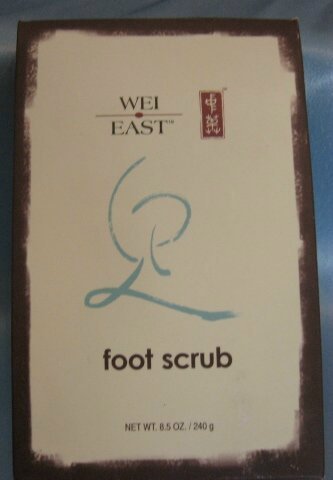 WEI
EAST™
foot scrub
NET WT. 8.5 OZ. / 240 g